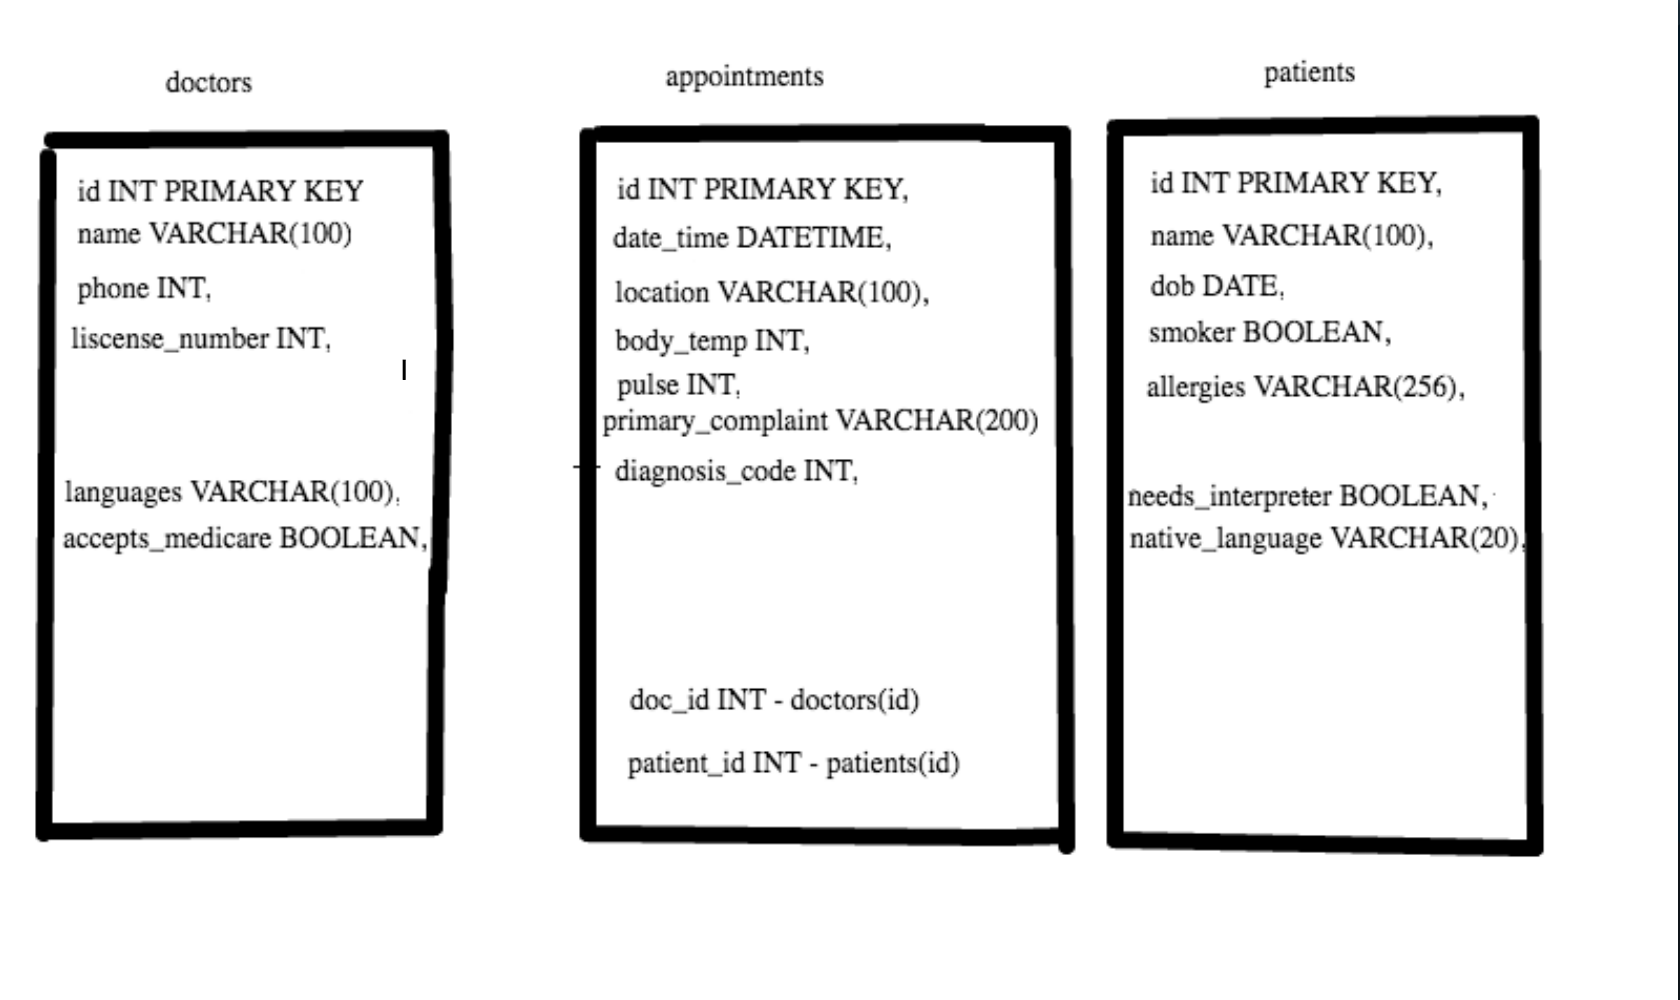 doctors
id INT PRIMARY KEY
name VARCHAR(100)
phone INT,
liscense_number INT,
languages VARCHAR(100),
accepts_medicare BOOLEAN,
appointments
id INT PRIMARY KEY,
date_time DATETIME,
location VARCHAR(100),
body_temp INT,
pulse INT,
primary_complaint VARCHAR(200)
diagnosis_code INT,
doc_id INT - doctors(id)
patient_id INT - patients(id)
patients
id INT PRIMARY KEY,
name VARCHAR(100),
dob DATE,
smoker BOOLEAN,
allergies VARCHAR(256),
needs_interpreter BOOLEAN,
native_language VARCHAR(20),